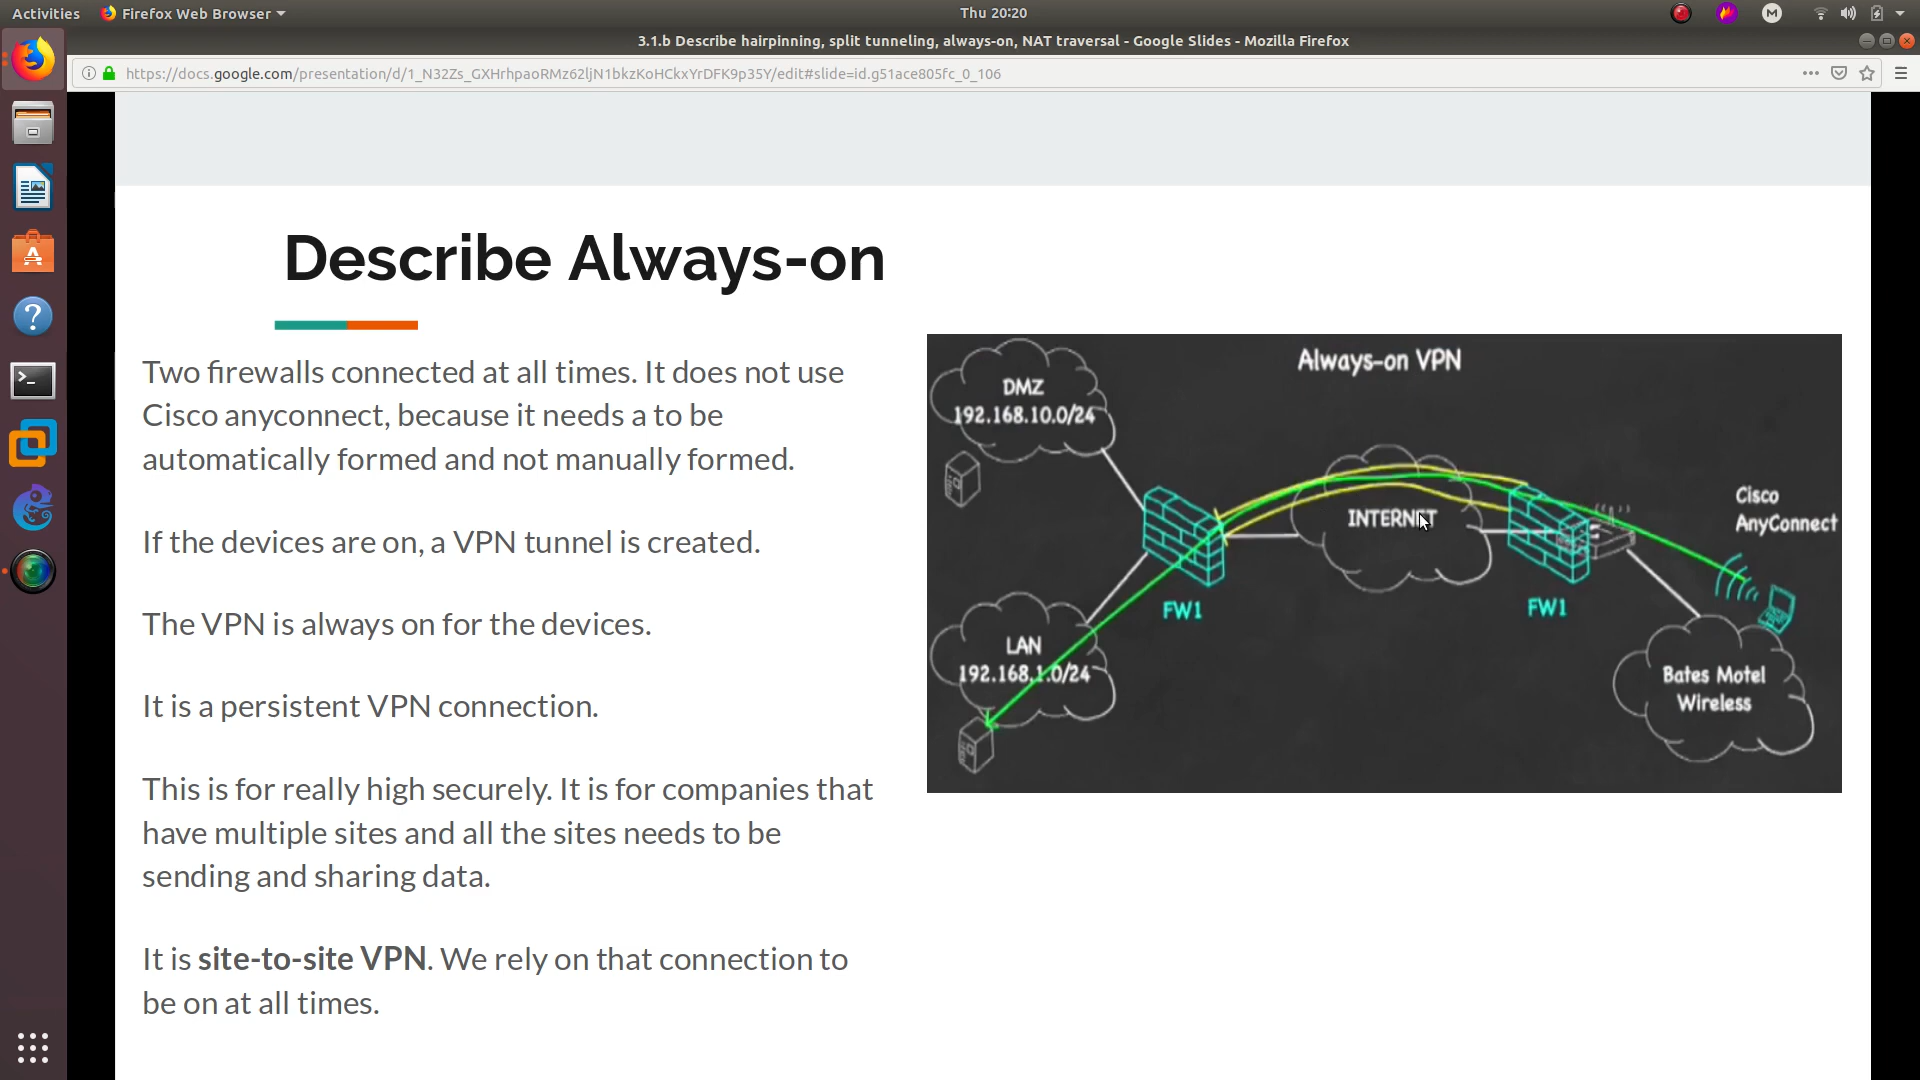 Activities
Firefox Web Browser
Thu 20:20
M
3.1.b Describe hairpinning, split tunneling, always-on, NAT traversal - Google Slides - Mozilla Firefox
https://docs.google.com/presentation/d/1_N32Zs_GXHrhpaoRMz62ljN1bkzKoHCkxYrDFK9p35Y/edit#slide=id.g51ace805fc_0_106
Describe Always-on
Two firewalls connected at all times. It does not use
Cisco anyconnect, because it needs a to be
automatically formed and not manually formed.
If the devices are on, a VPN tunnel is created.
The VPN is always on for the devices.
It is a persistent VPN connection.
This is for really high securely. It is for companies that
have multiple sites and all the sites needs to be
sending and sharing data.
It is site-to-site VPN. We rely on that connection to
be on at all times.
Always-on VPN
DMZ
192.168.10.0/24
INTERNET
Cisco
AnyConnect
FW1
FW1
LAN
192.168.1.0/24
Bates Motel
Wireless